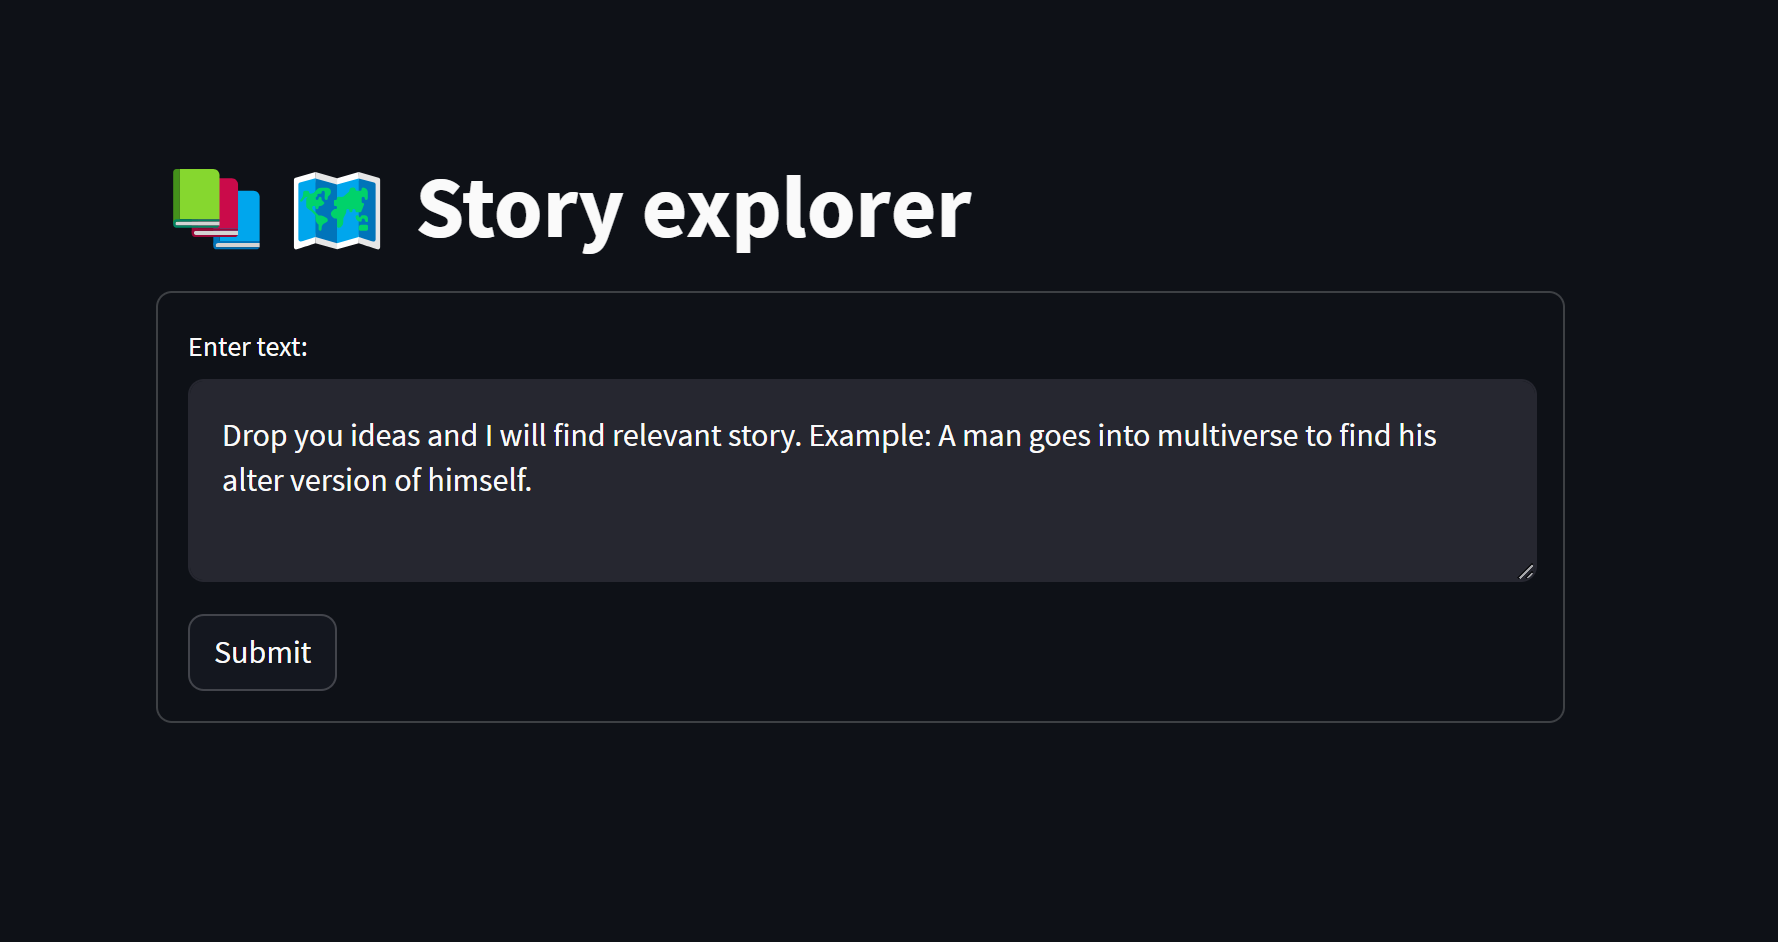 Story explorer
Enter text:
Drop you ideas and I will find relevant story. Example: A man goes into multiverse to find his
alter version of himself.
Submit